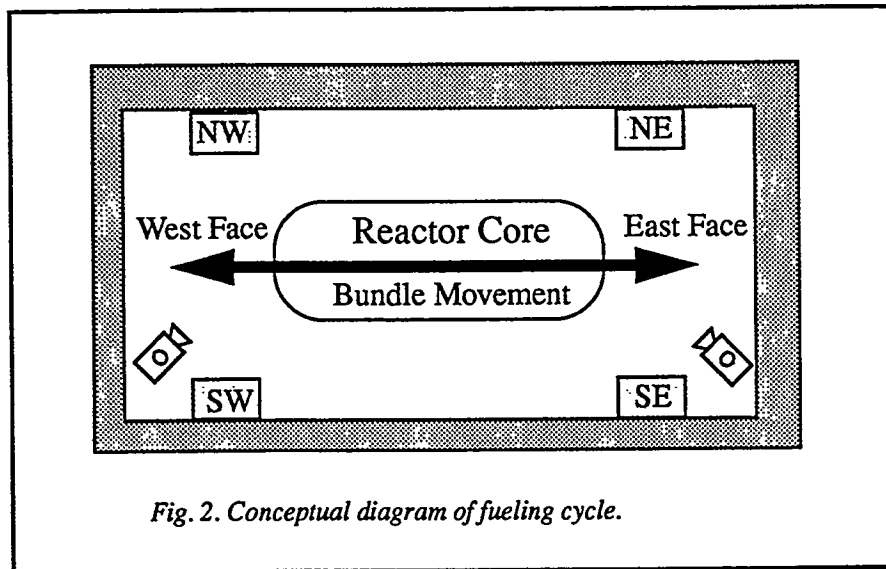 NW NE
West Face Reactor Core East Face
Bundle Movement
SW SE
Fig. 2. Conceptual diagram of fueling cycle.